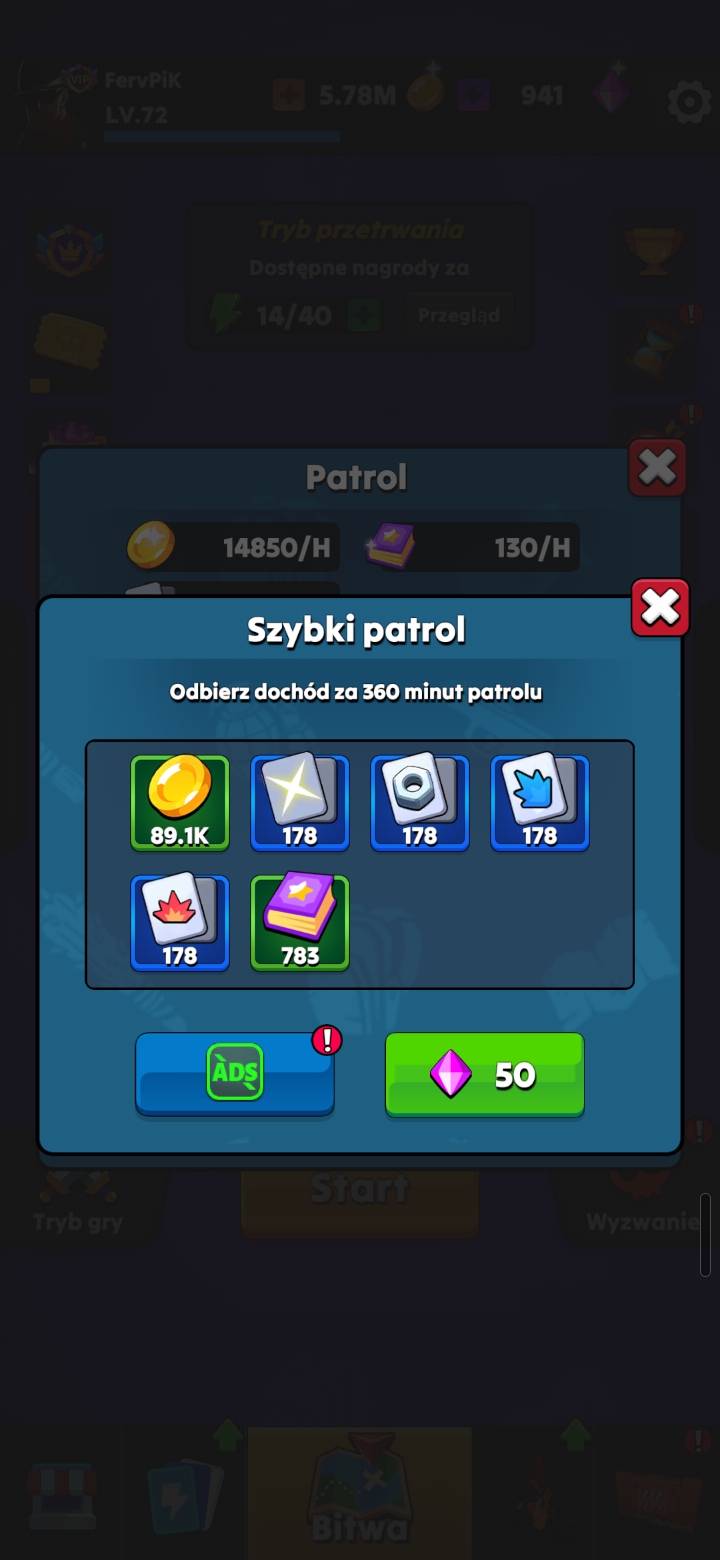 VIP
FervPiK
LV.72
5.78M
941
Tryb przetrwania
Dostępne nagrody za
14/40
Przegląd
Patrol
14850/H
130/H
Szybki patrol
Odbierz dochód za 360 minut patrolu
89.1K
178
178
178
178
783
ADS
50
Start
Tryb gry
Wyzwanie
Bitwa